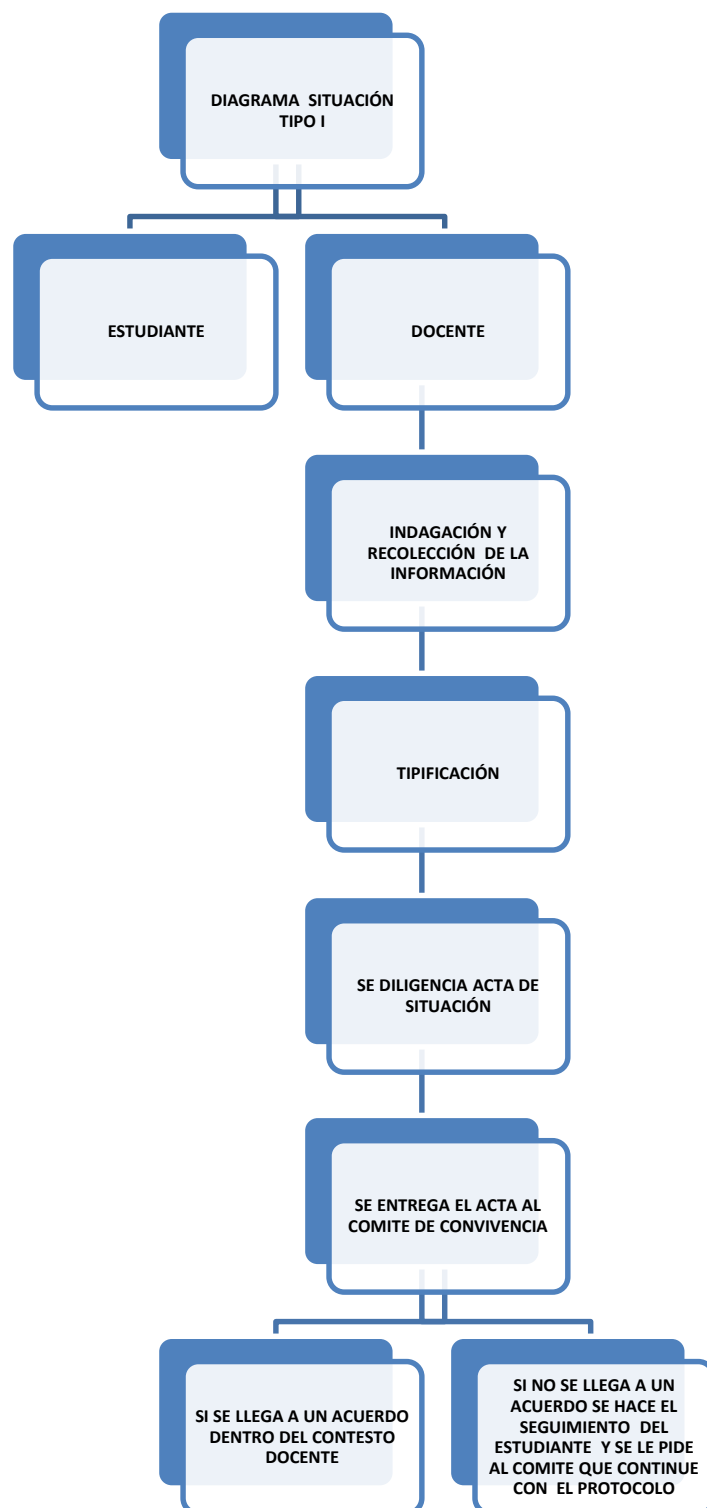 DIAGRAMA SITUACIÓN
TIPO I
ESTUDIANTE
DOCENTE
INDAGACIÓN Y
RECOLECCIÓN DE LA
INFORMACIÓN
TIPIFICACIÓN
SE DILIGENCIA ACTA DE
SITUACIÓN
SE ENTREGA EL ACTA AL
COMITE DE CONVIVENCIA
SI SE LLEGA A UN ACUERDO
DENTRO DEL CONTESTO
DOCENTE
SI NO SE LLEGA A UN
ACUERDO SE HACE EL
SEGUIMIENTO DEL
ESTUDIANTE Y SE LE PIDE
AL COMITE QUE CONTINUE
CON EL PROTOCOLO